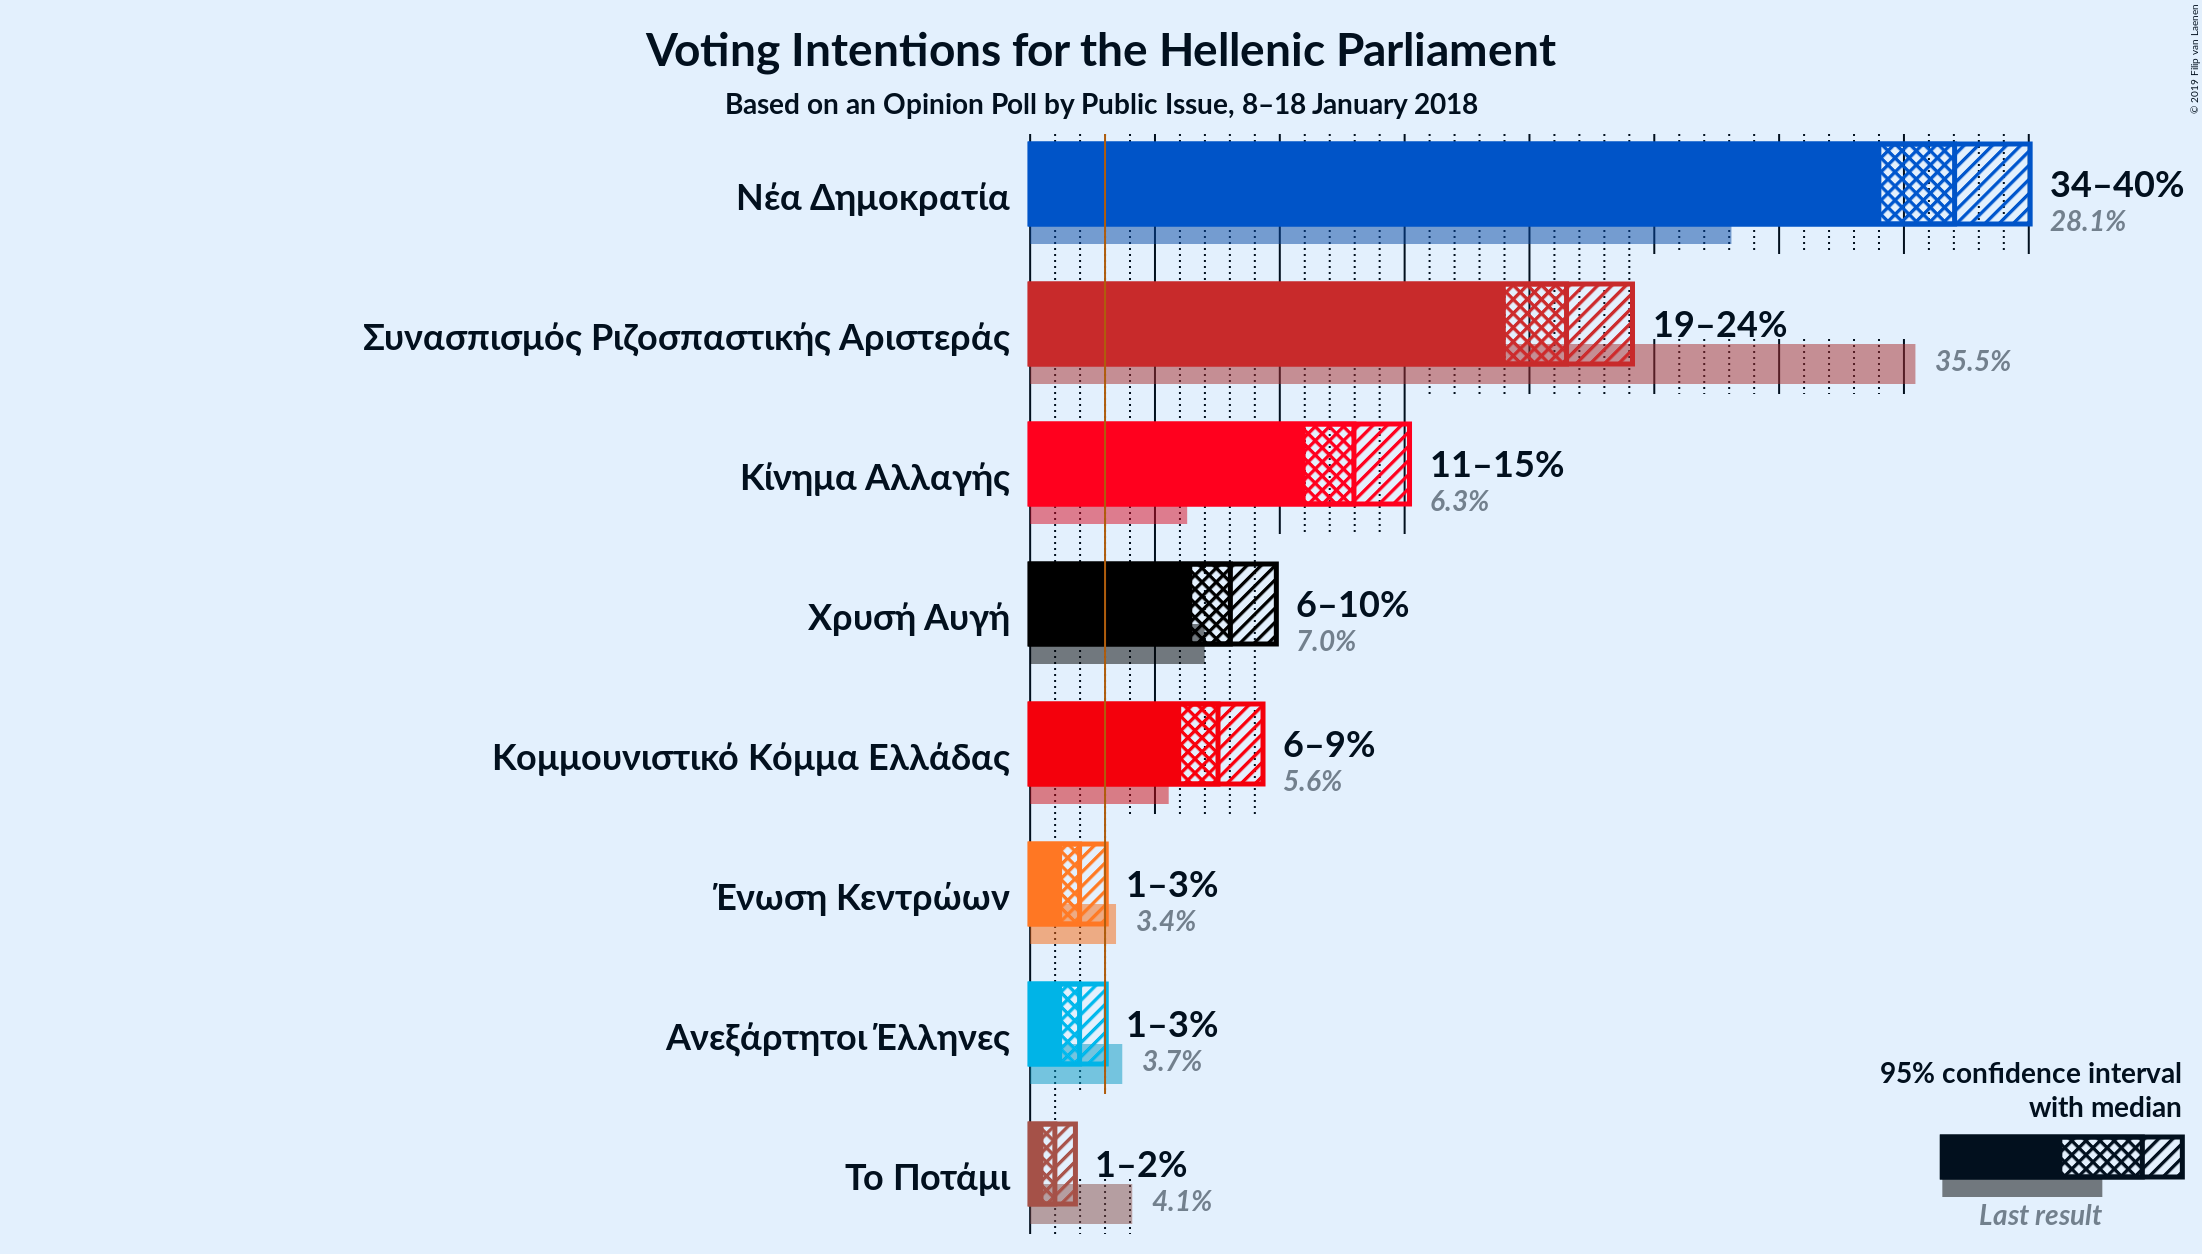 Voting Intentions for the Hellenic Parliament
Based on an Opinion Poll by Public Issue, 8–18 January 2018
© 2019 Filip van Laenen
Νέα Δημοκρατία
34–40%
28.1%
Συνασπισμός Ριζοσπαστικής Αριστεράς
19–24%
35.5%
Κίνημα Αλλαγής
11–15%
6.3%
Χρυσή Αυγή
6–10%
7.0%
Κομμουνιστικό Κόμμα Ελλάδας
6–9%
5.6%
Ένωση Κεντρώων
1–3%
3.4%
Ανεξάρτητοι Έλληνες
1–3%
3.7%
Το Ποτάμι
1–2%
4.1%
95% confidence interval
with median
Last result